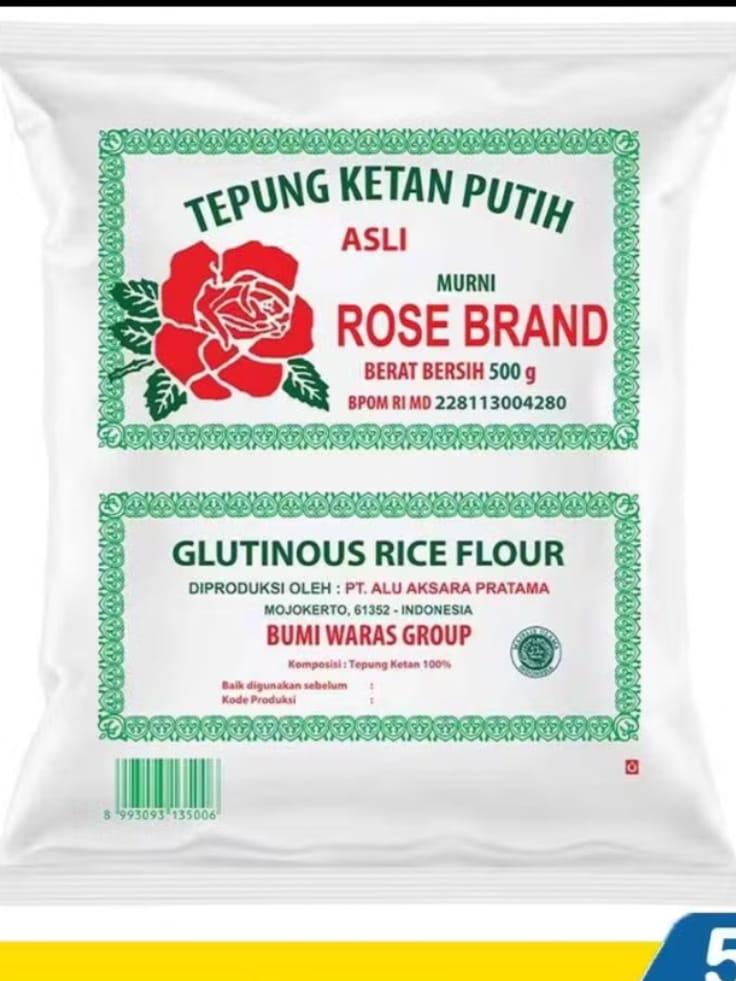 TEPUNG KETAN PUTIH
ASLI
MURNI
ROSE BRAND
BERAT BERSIH 500 g
BPOM RI MD 228113004280
GLUTINOUS RICE FLOUR
DIPRODUKSI OLEH : PT. ALU AKSARA PRATAMA
MOJOKERTO, 61352 - INDONESIA
BUMI WARAS GROUP
Komposisi : Tepung Ketan 100%
Baik digunakan sebelum :
Kode Produksi :
8 993093 135006
5